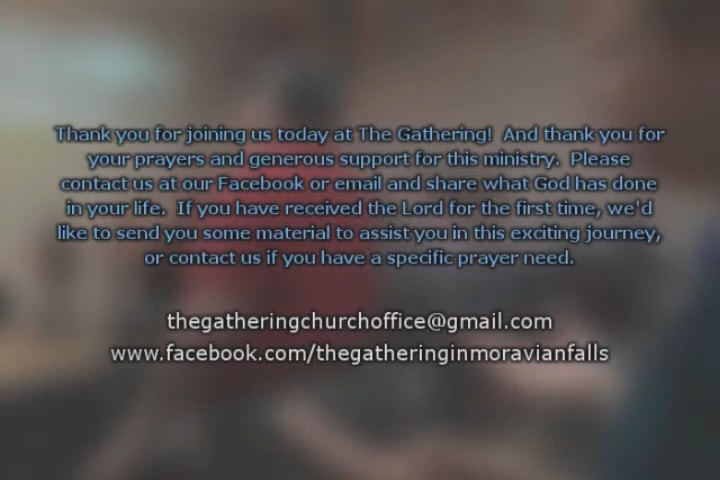 Thank you for joining us today at The Gathering!  And thank you for
your prayers and generous support for this ministry.  Please
contact us at our Facebook or email and share what God has done
in your life.  If you have received the Lord for the first time, we'd
like to send you some material to assist you in this exciting journey,
or contact us if you have a specific prayer need.
thegatheringchurchoffice@gmail.com
www.facebook.com/thegatheringinmoravianfalls